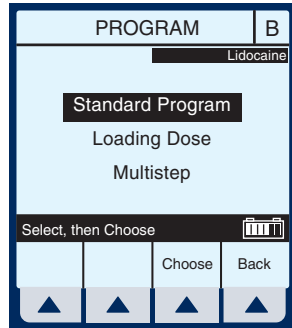 PROGRAM B
Lidocaine
Standard Program
Loading Dose
Multistep
Select, then Choose
Choose Back